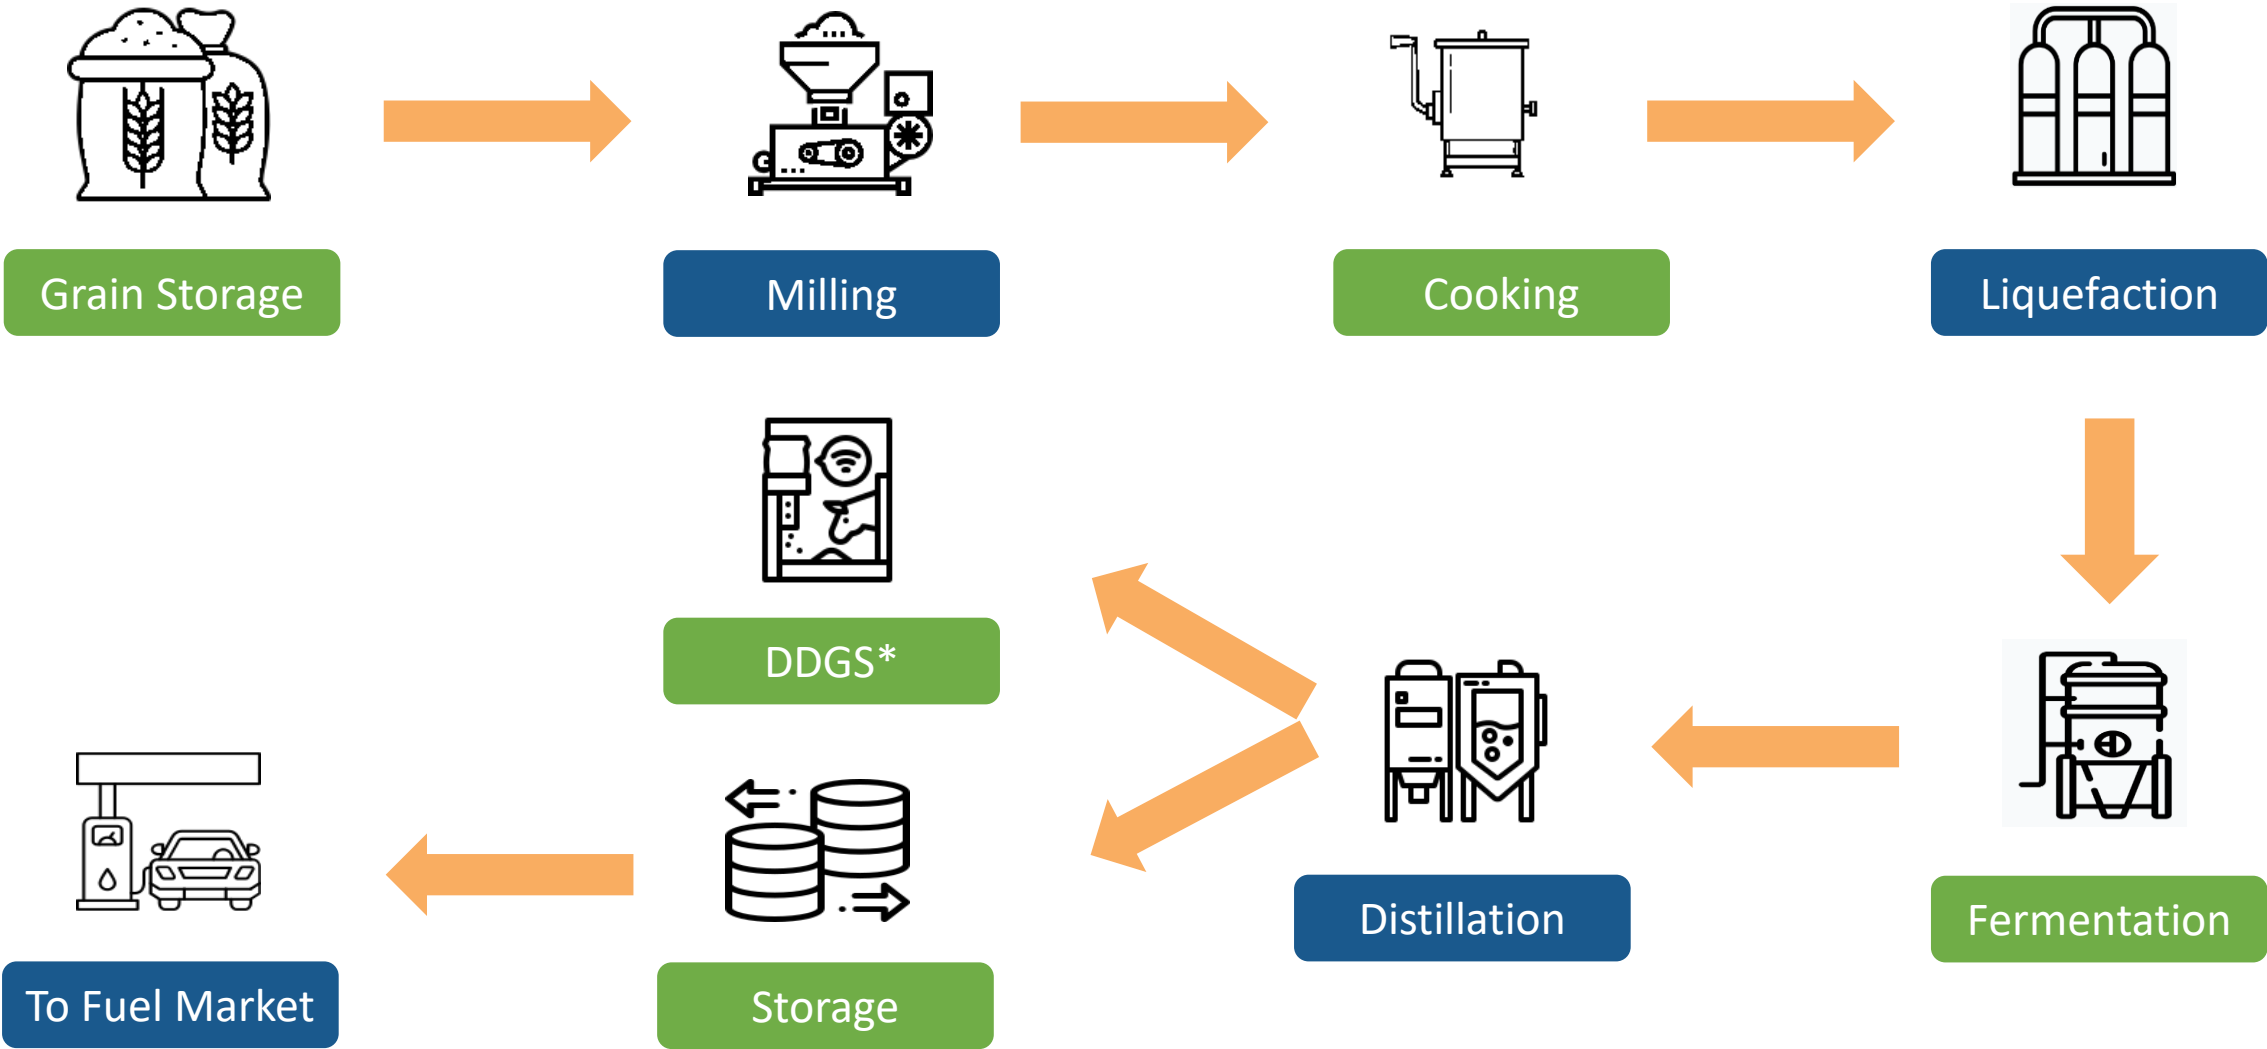 Grain Storage
Milling
Cooking
Liquefaction
DDGS*
Distillation
Fermentation
To Fuel Market
Storage